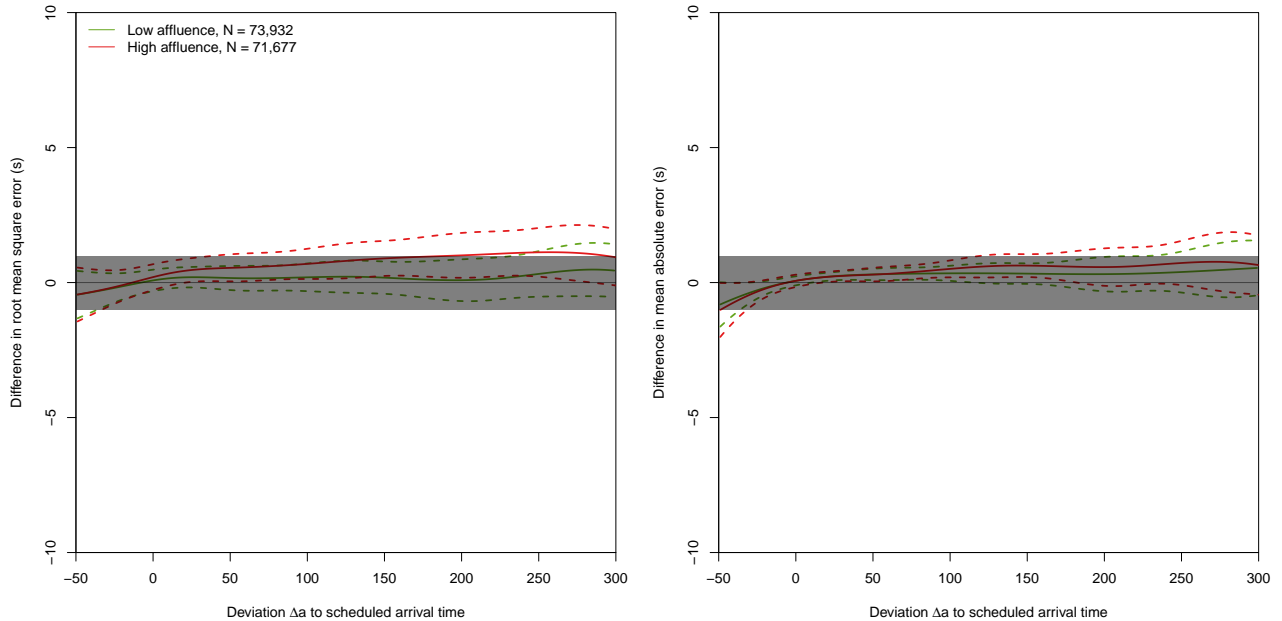 Low affluence, N = 73,932
High affluence, N = 71,677
10
5
0
−5
−10
Difference in root mean square error (s)
−50 0 50 100 150 200 250 300
Deviation Δa to scheduled arrival time
10
5
0
−5
−10
Difference in mean absolute error (s)
−50 0 50 100 150 200 250 300
Deviation Δa to scheduled arrival time